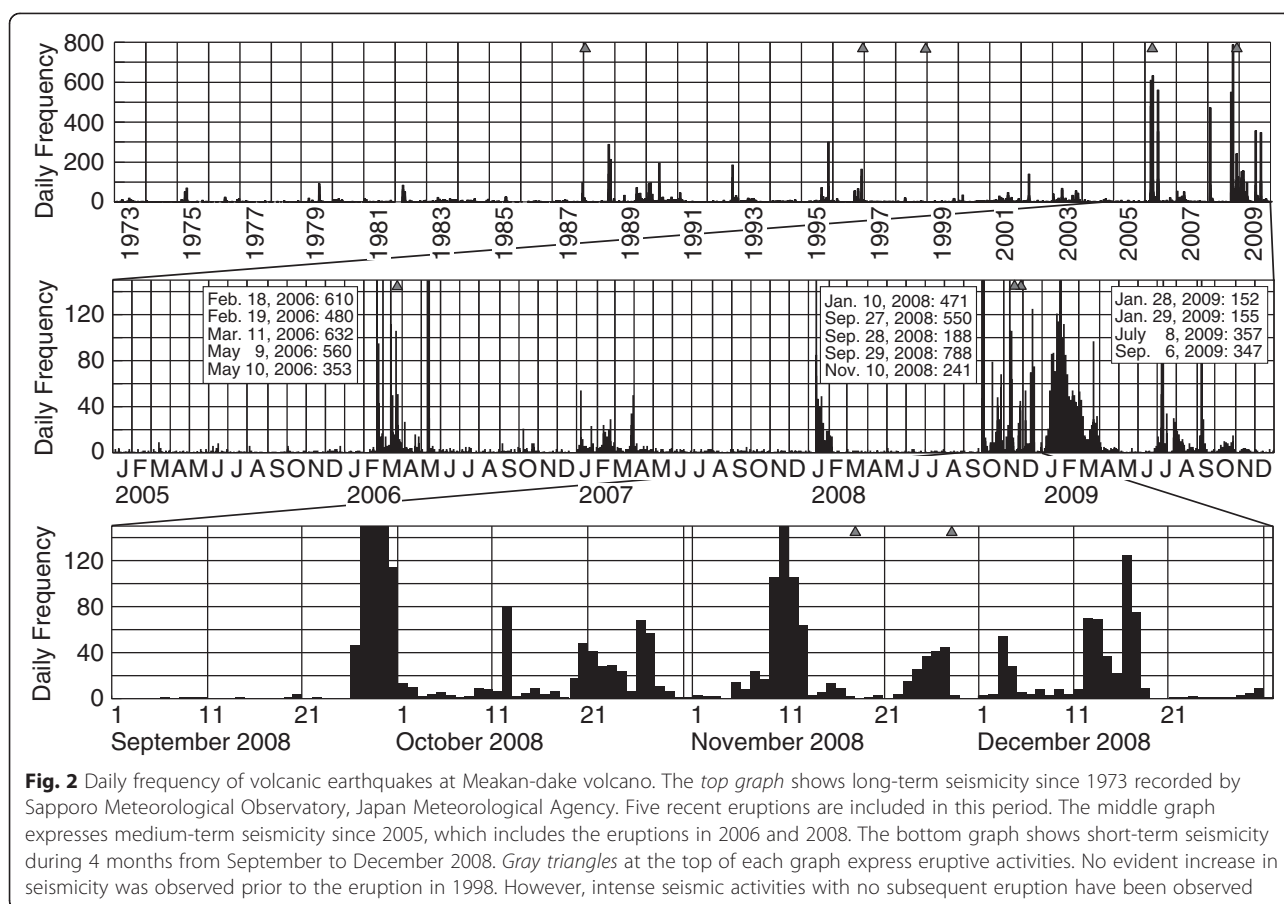 800
600
400
200
0
Daily Frequency
1973
1975
1977
1979
1981
1983
1985
1987
1989
1991
1993
1995
1997
1999
2001
2003
2005
2007
2009
120
80
40
0
Daily Frequency
Feb. 18, 2006: 610
Feb. 19, 2006: 480
Mar. 11, 2006: 632
May 9, 2006: 560
May 10, 2006: 353
Jan. 10, 2008: 471
Sep. 27, 2008: 550
Sep. 28, 2008: 188
Sep. 29, 2008: 788
Nov. 10, 2008: 241
Jan. 28, 2009: 152
Jan. 29, 2009: 155
July 8, 2009: 357
Sep. 6, 2009: 347
J F M A M J J A S O N D J F M A M J J A S O N D J F M A M J J A S O N D J F M A M J J A S O N D J F M A M J J A S O N D
2005 2006 2007 2008 2009
120
80
40
0
Daily Frequency
1 11 21 1 11 21 1 11 21 1 11 21
September 2008 October 2008 November 2008 December 2008
Fig. 2 Daily frequency of volcanic earthquakes at Meakan-dake volcano. The top graph shows long-term seismicity since 1973 recorded by
Sapporo Meteorological Observatory, Japan Meteorological Agency. Five recent eruptions are included in this period. The middle graph
expresses medium-term seismicity since 2005, which includes the eruptions in 2006 and 2008. The bottom graph shows short-term seismicity
during 4 months from September to December 2008. Gray triangles at the top of each graph express eruptive activities. No evident increase in
seismicity was observed prior to the eruption in 1998. However, intense seismic activities with no subsequent eruption have been observed